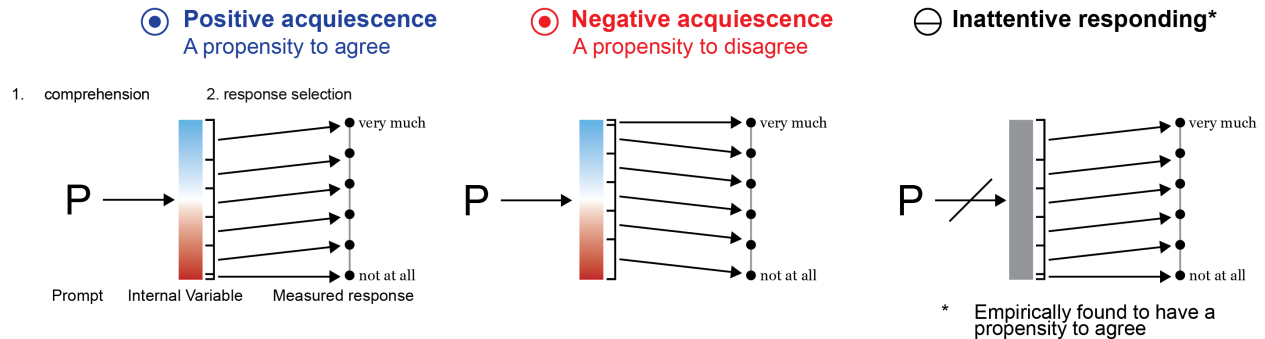 Positive acquiescence
A propensity to agree
Negative acquiescence
A propensity to disagree
Inattentive responding*
1. comprehension
2. response selection
P
very much
not at all
Prompt
Internal Variable
Measured response
P
very much
not at all
P
very much
not at all
* Empirically found to have a
propensity to agree